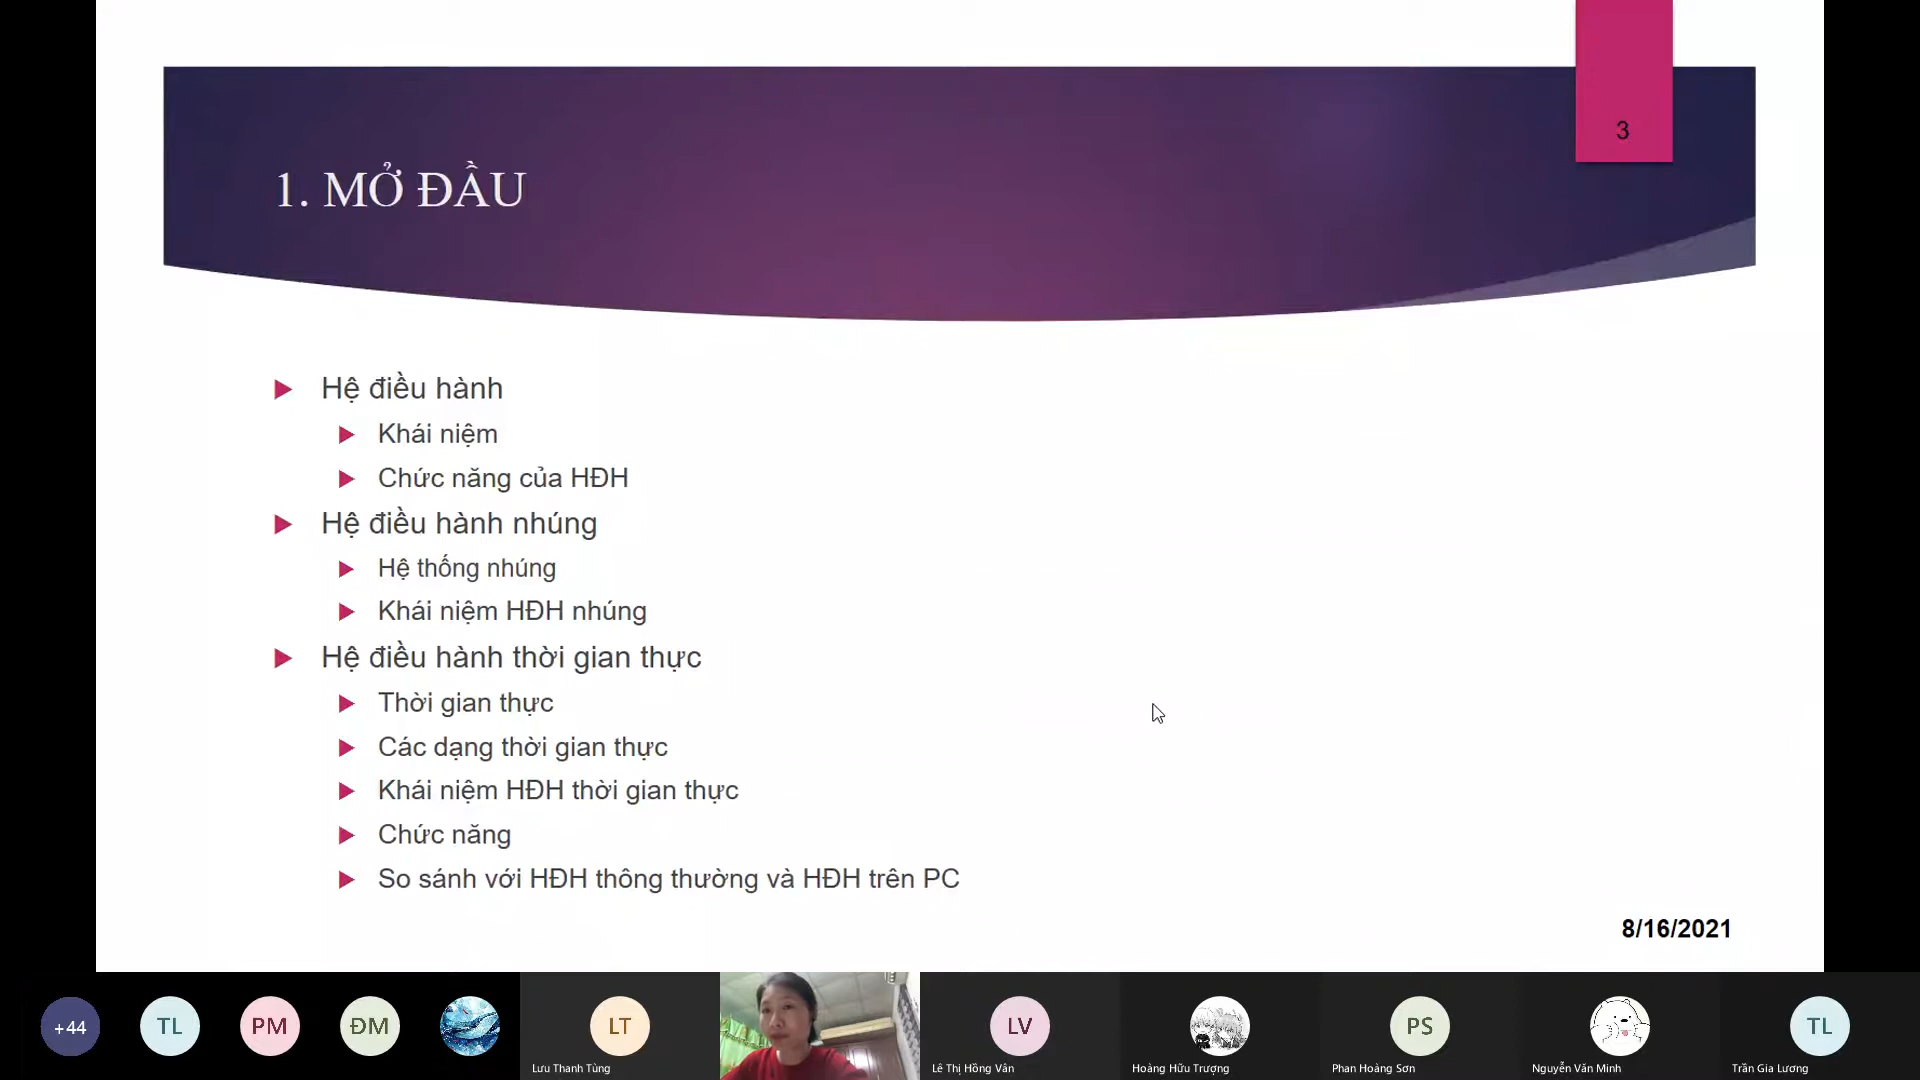 3
1. MỞ ĐẦU
Hệ điều hành
Khái niệm
Chức năng của HĐH
Hệ điều hành nhúng
Hệ thống nhúng
Khái niệm HĐH nhúng
Hệ điều hành thời gian thực
Thời gian thực
Các dạng thời gian thực
Khái niệm HĐH thời gian thực
Chức năng
So sánh với HĐH thông thường và HĐH trên PC
8/16/2021
+44
TL
PM
ĐM
LT
LV
PS
TL
Lưu Thanh Tùng
Lê Thị Hồng Vân
Hoàng Hữu Trượng
Phan Hoàng Sơn
Nguyễn Văn Minh
Trần Gia Lương